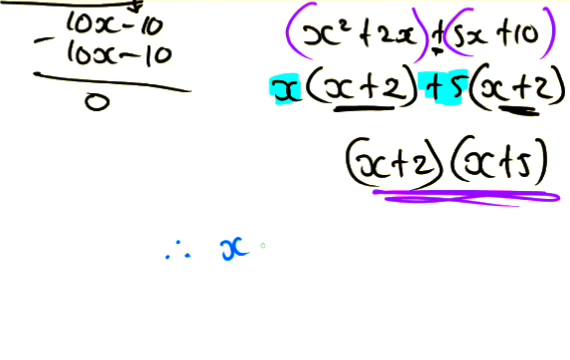 10x-10
- 10x-10
0
(x²+2x)+(5x+10)
x(x+2)+5(x+2)
(x+2)(x+5)
∴ x